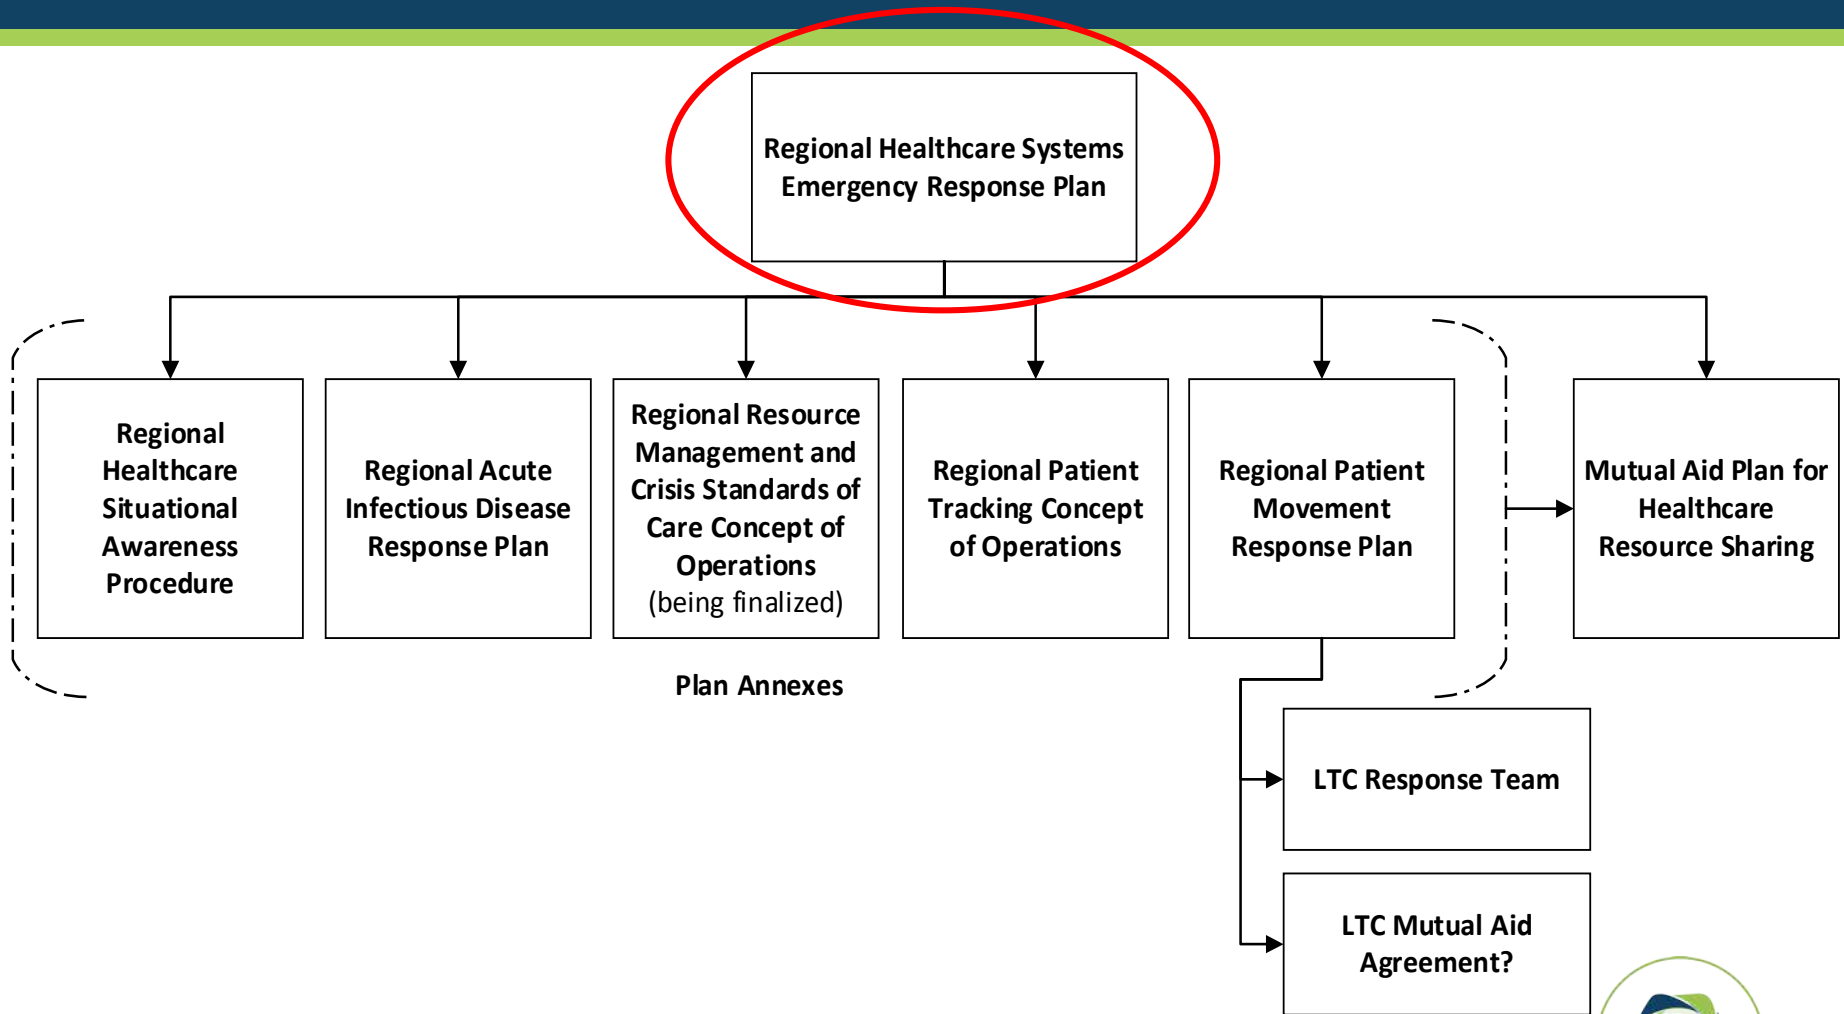 Regional Healthcare Systems
Emergency Response Plan
Regional
Healthcare
Situational
Awareness
Procedure
Regional Acute
Infectious Disease
Response Plan
Regional Resource
Management and
Crisis Standards of
Care Concept of
Operations
(being finalized)
Regional Patient
Tracking Concept
of Operations
Regional Patient
Movement
Response Plan
Mutual Aid Plan for
Healthcare
Resource Sharing
Plan Annexes
LTC Response Team
LTC Mutual Aid
Agreement?